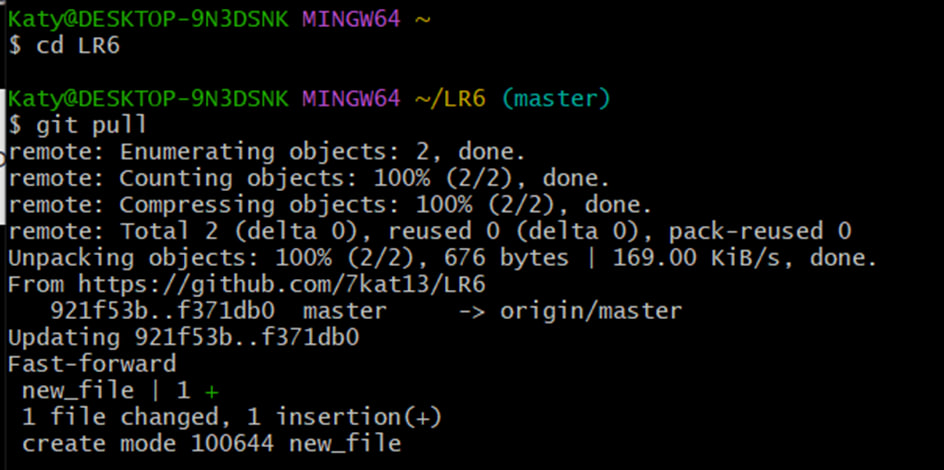 Katy@DESKTOP-9N3DSNK MINGW64 ~
$ cd LR6
Katy@DESKTOP-9N3DSNK MINGW64 ~/LR6 (master)
$ git pull
remote: Enumerating objects: 2, done.
remote: Counting objects: 100% (2/2), done.
remote: Compressing objects: 100% (2/2), done.
remote: Total 2 (delta 0), reused 0 (delta 0), pack-reused 0
Unpacking objects: 100% (2/2), 676 bytes | 169.00 KiB/s, done.
From https://github.com/7kat13/LR6
   921f53b..f371db0  master     -> origin/master
Updating 921f53b..f371db0
Fast-forward
 new_file | 1 +
 1 file changed, 1 insertion(+)
 create mode 100644 new_file